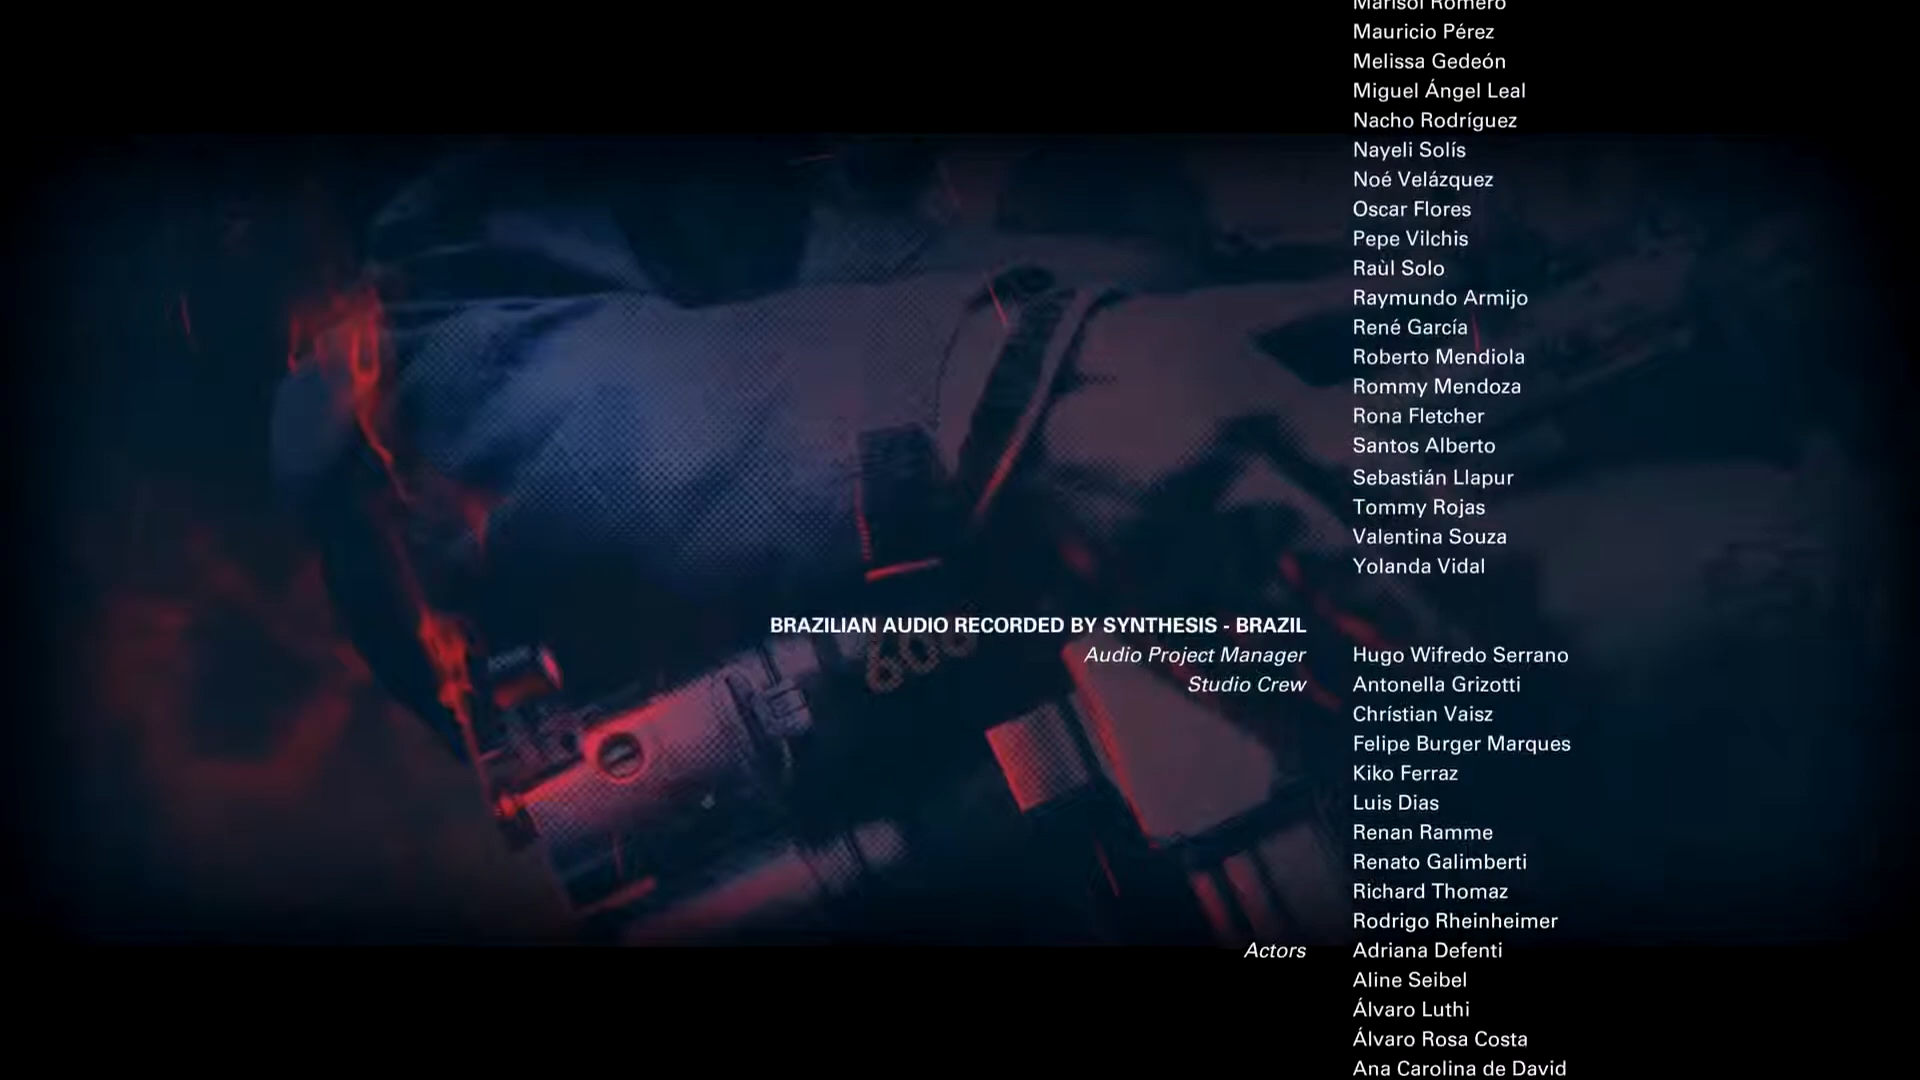 Marisol Romero
Mauricio Pérez
Melissa Gedeón
Miguel Ángel Leal
Nacho Rodríguez
Nayeli Solís
Noé Velázquez
Oscar Flores
Pepe Vilchis
Raùl Solo
Raymundo Armijo
René García
Roberto Mendiola
Rommy Mendoza
Rona Fletcher
Santos Alberto
Sebastián Llapur
Tommy Rojas
Valentina Souza
Yolanda Vidal
BRAZILIAN AUDIO RECORDED BY SYNTHESIS - BRAZIL
Audio Project Manager Hugo Wifredo Serrano
Studio Crew Antonella Grizotti
Chrístian Vaisz
Felipe Burger Marques
Kiko Ferraz
Luis Dias
Renan Ramme
Renato Galimberti
Richard Thomaz
Rodrigo Rheinheimer
Actors Adriana Defenti
Aline Seibel
Álvaro Luthi
Álvaro Rosa Costa
Ana Carolina de David
600